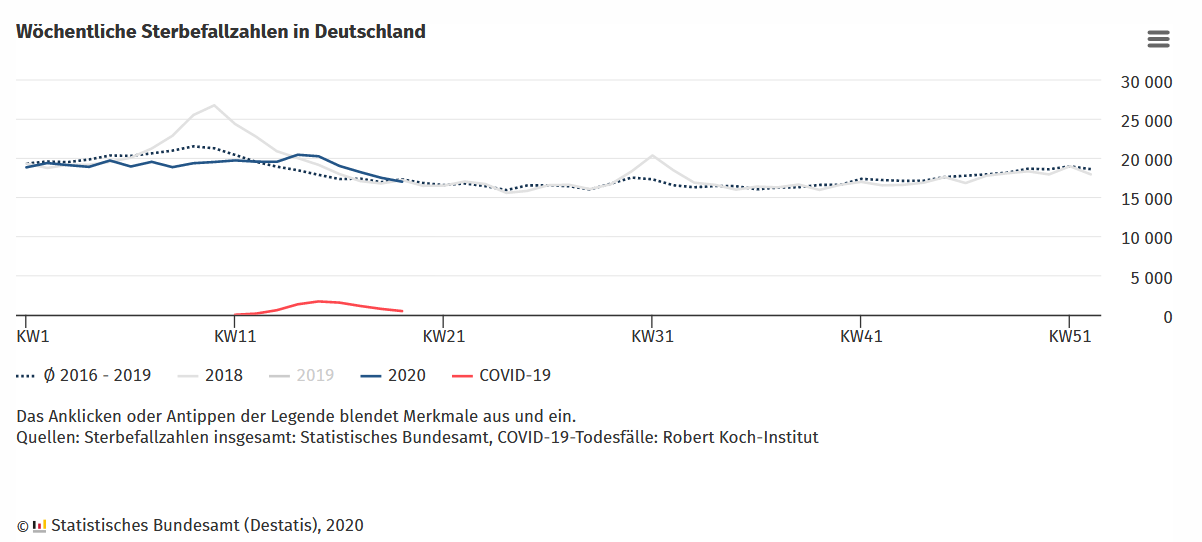 Wöchentliche Sterbefallzahlen in Deutschland
30 000
25 000
20 000
15 000
10 000
5 000
0
KW1 KW11 KW21 KW31 KW41 KW51
Ø 2016 - 2019 2018 2019 2020 COVID-19
Das Anklicken oder Antippen der Legende blendet Merkmale aus und ein.
Quellen: Sterbefallzahlen insgesamt: Statistisches Bundesamt, COVID-19-Todesfälle: Robert Koch-Institut
© Statistisches Bundesamt (Destatis), 2020